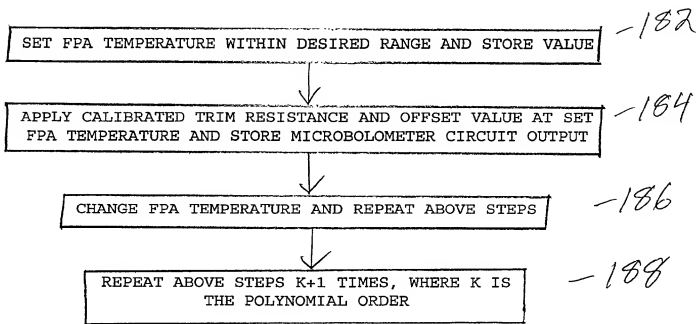 SET FPA TEMPERATURE WITHIN DESIRED RANGE AND STORE VALUE
-182
APPLY CALIBRATED TRIM RESISTANCE AND OFFSET VALUE AT SET
FPA TEMPERATURE AND STORE MICROBOLOMETER CIRCUIT OUTPUT
-184
CHANGE FPA TEMPERATURE AND REPEAT ABOVE STEPS
-186
REPEAT ABOVE STEPS K+1 TIMES, WHERE K IS
THE POLYNOMIAL ORDER
-188